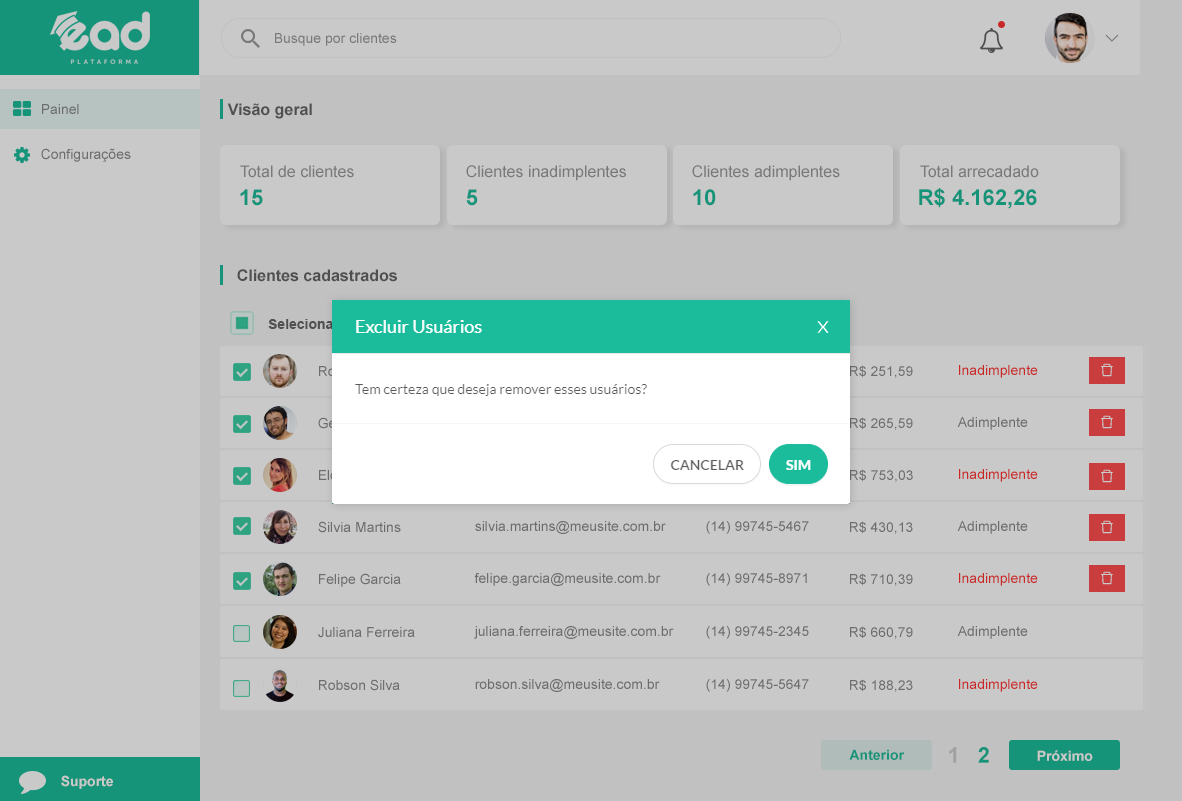 ead
PLATAFORMA
Busque por clientes
Painel
Configurações
Visão geral
Total de clientes
15
Clientes inadimplentes
5
Clientes adimplentes
10
Total arrecadado
R$ 4.162,26
Clientes cadastrados
Excluir Usuários
X
Tem certeza que deseja remover esses usuários?
CANCELAR SIM
R$ 251,59 Inadimplente
R$ 265,59 Adimplente
R$ 753,03 Inadimplente
Silvia Martins silvia.martins@meusite.com.br (14) 99745-5467 R$ 430,13 Adimplente
Felipe Garcia felipe.garcia@meusite.com.br (14) 99745-8971 R$ 710,39 Inadimplente
Juliana Ferreira juliana.ferreira@meusite.com.br (14) 99745-2345 R$ 660,79 Adimplente
Robson Silva robson.silva@meusite.com.br (14) 99745-5647 R$ 188,23 Inadimplente
Anterior 1 2 Próximo
Suporte